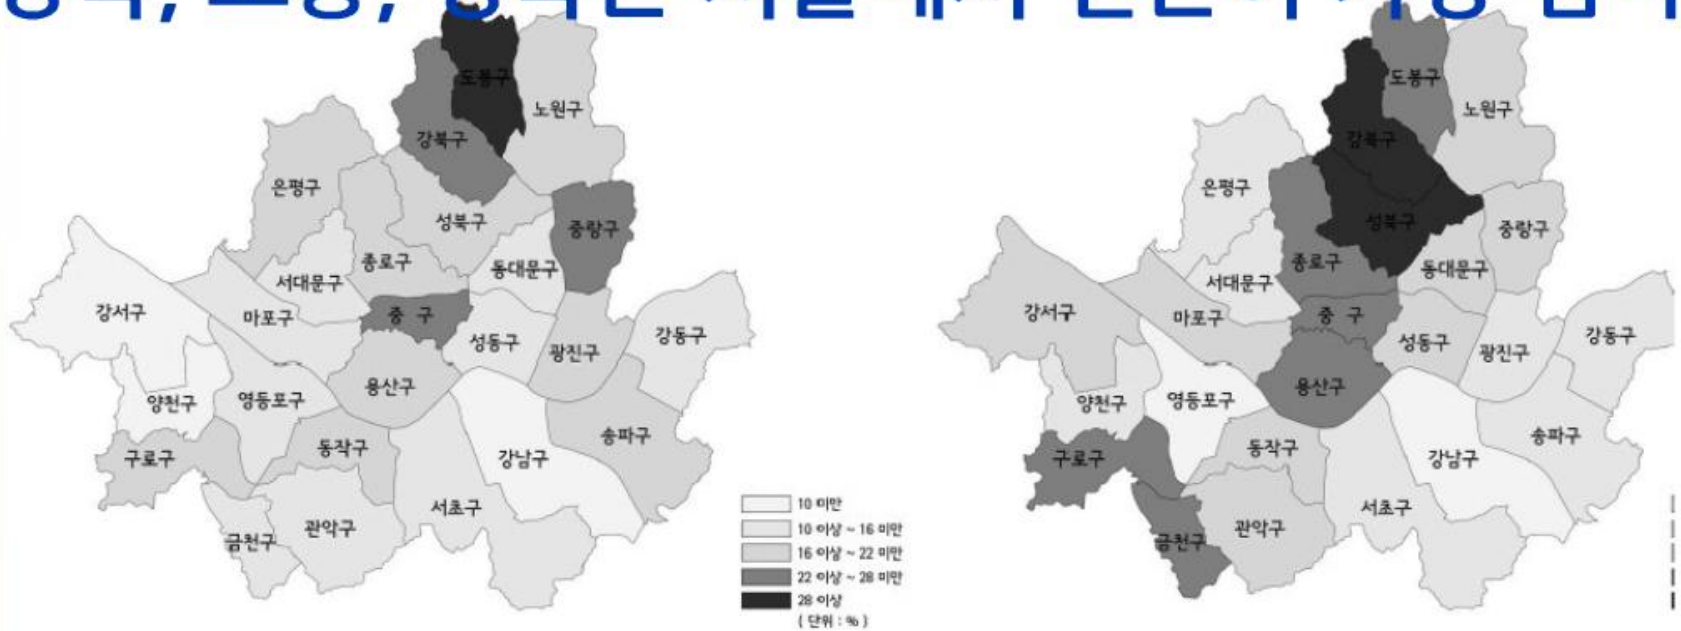 도봉구
노원구
강북구
은평구
성북구
중랑구
종로구
동대문구
서대문구
강서구
마포구
중 구
성동구
광진구
강동구
용산구
양천구
영등포구
송파구
동작구
구로구
강남구
서초구
관악구
금천구
10 미만
10 이상 ~ 16 미만
16 이상 ~ 22 미만
22 이상 ~ 28 미만
28 이상
( 단위 : % )
도봉구
노원구
강북구
은평구
성북구
중랑구
종로구
동대문구
서대문구
강서구
마포구
중 구
성동구
광진구
강동구
용산구
양천구
영등포구
송파구
동작구
구로구
강남구
서초구
관악구
금천구